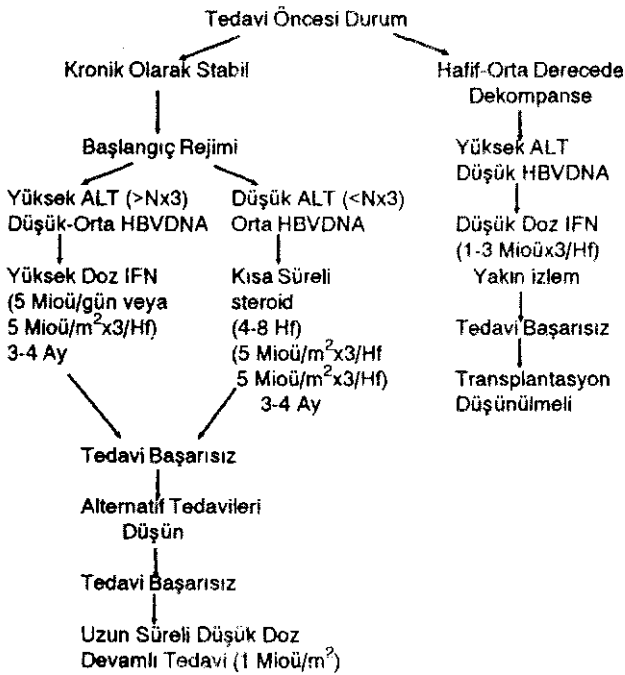 Tedavi Öncesi Durum
Kronik Olarak Stabil
Hafif-Orta Derecede
Dekompanse
Başlangıç Rejimi
Yüksek ALT
Düşük HBVDNA
Yüksek ALT (>Nx3)
Düşük-Orta HBVDNA
Düşük ALT (<Nx3)
Orta HBVDNA
Düşük Doz IFN
(1-3 Mioüx3/Hf)
Yakın izlem
Yüksek Doz IFN
(5 Mioü/gün veya
5 Mioü/m²x3/Hf)
3-4 Ay
Kısa Süreli
steroid
(4-8 Hf)
(5 Mioü/m²x3/Hf
5 Mioü/m²x3/Hf)
3-4 Ay
Tedavi Başarısız
Transplantasyon
Düşünülmeli
Tedavi Başarısız
Alternatif Tedavileri
Düşün
Tedavi Başarısız
Uzun Süreli Düşük Doz
Devamlı Tedavi (1 Mioü/m²)